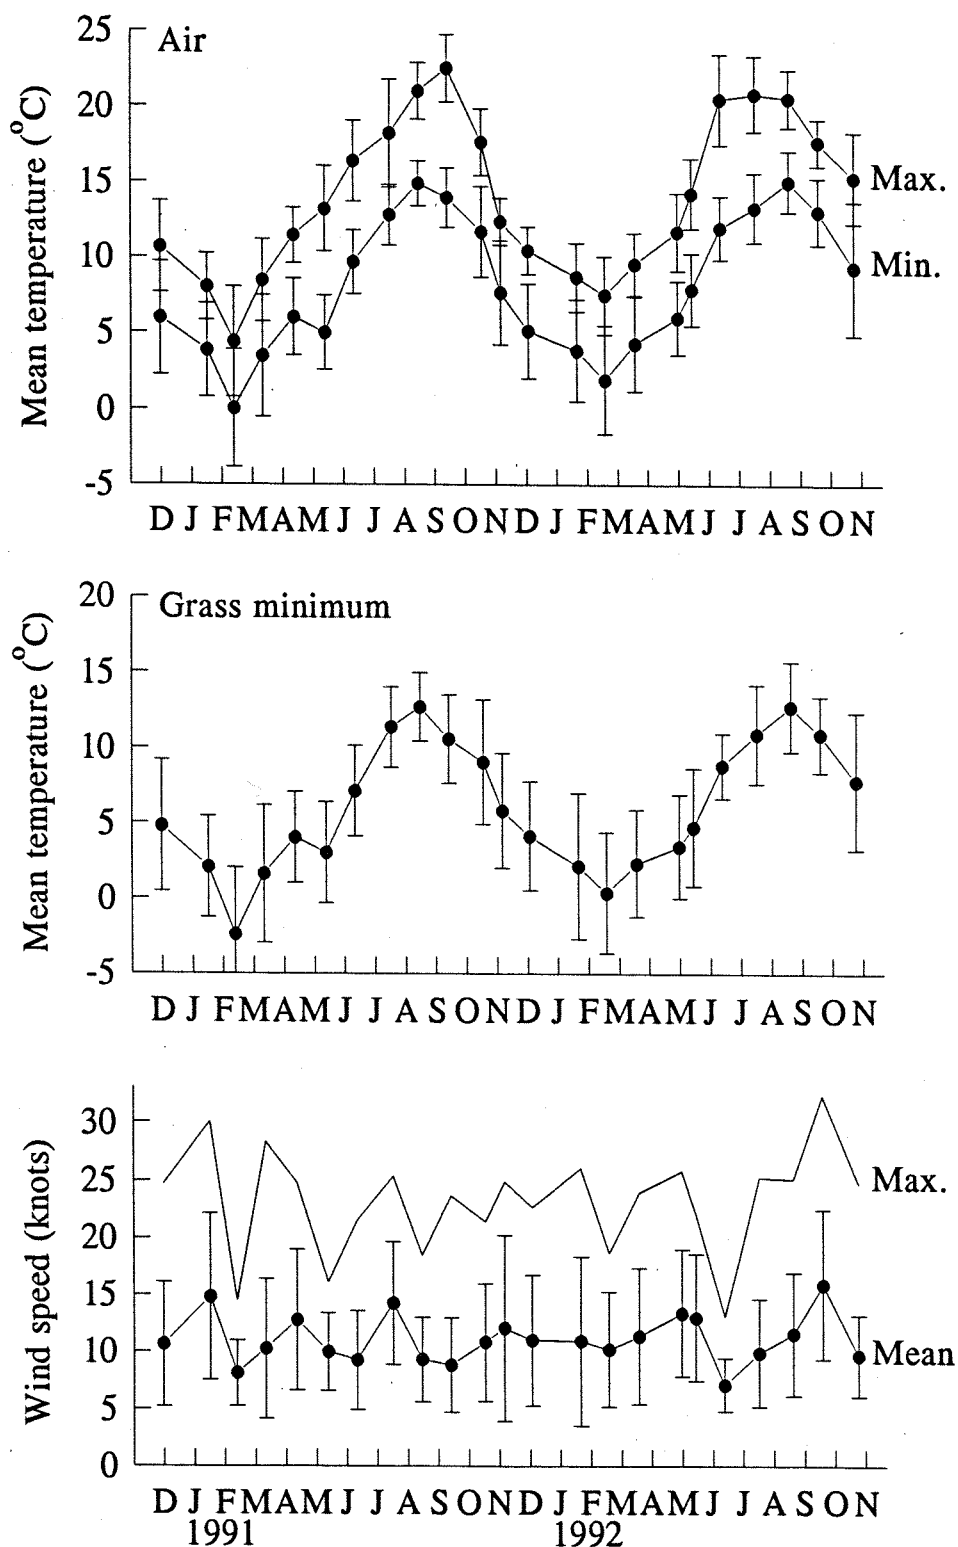 25
Air
20
15
10
5
0
-5
Mean temperature (°C)
Max.
Min.
D J F M A M J J A S O N D J F M A M J J A S O N
20
Grass minimum
15
10
5
0
-5
Mean temperature (°C)
D J F M A M J J A S O N D J F M A M J J A S O N
30
25
20
15
10
5
0
Wind speed (knots)
Max.
Mean
D J F M A M J J A S O N D J F M A M J J A S O N
1991 1992